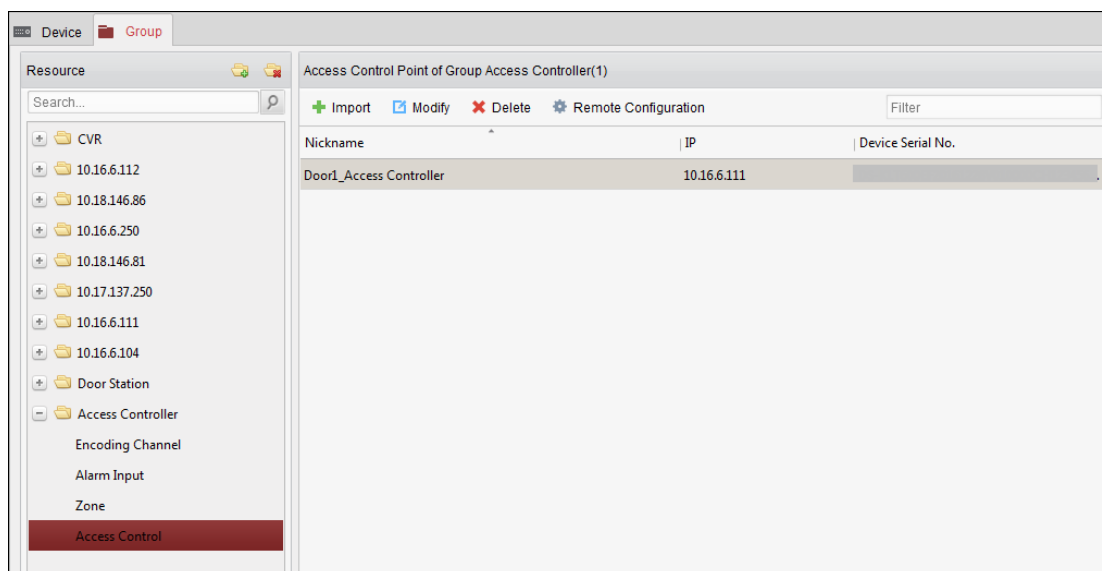 Device Group
Resource
Search...
CVR
10.16.6.112
10.18.146.86
10.16.6.250
10.18.146.81
10.17.137.250
10.16.6.111
10.16.6.104
Door Station
Access Controller
Encoding Channel
Alarm Input
Zone
Access Control
Access Control Point of Group Access Controller(1)
Import Modify Delete Remote Configuration Filter
Nickname IP Device Serial No.
Door1_Access Controller 10.16.6.111